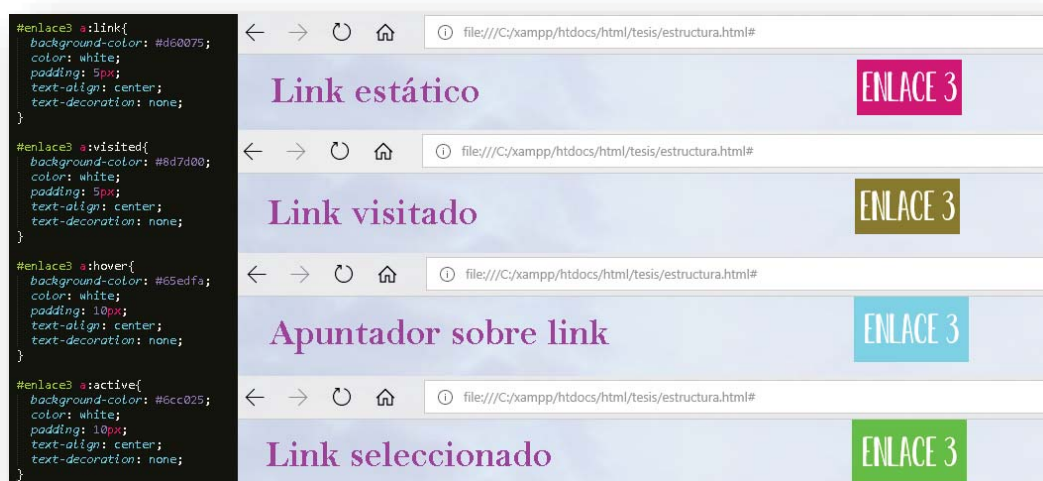 #enlace3 a:link{
background-color: #d60075;
color: white;
padding: 5px;
text-align: center;
text-decoration: none;
}
#enlace3 a:visited{
background-color: #8d7d00;
color: white;
padding: 5px;
text-align: center;
text-decoration: none;
}
#enlace3 a:hover{
background-color: #65edfa;
color: white;
padding: 10px;
text-align: center;
text-decoration: none;
}
#enlace3 a:active{
background-color: #6cc025;
color: white;
padding: 10px;
text-align: center;
text-decoration: none;
}
file:///C:/xampp/htdocs/html/tesis/estructura.html#
Link estático
ENLACE 3
file:///C:/xampp/htdocs/html/tesis/estructura.html#
Link visitado
ENLACE 3
file:///C:/xampp/htdocs/html/tesis/estructura.html#
Apuntador sobre link
ENLACE 3
file:///C:/xampp/htdocs/html/tesis/estructura.html#
Link seleccionado
ENLACE 3